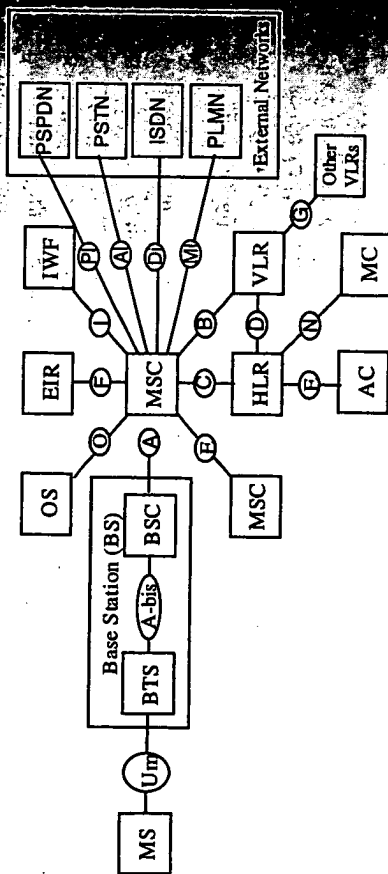 OS
EIR
IWF
PSPDN
PSTN
ISDN
PLMN
External Networks
O
F
I
Pi
Ai
Di
Mi
MS
Um
Base Station (BS)
BTS
A-bis
BSC
A
MSC
E
C
B
MSC
HLR
D
VLR
G
Other
VLRs
N
AC
MC